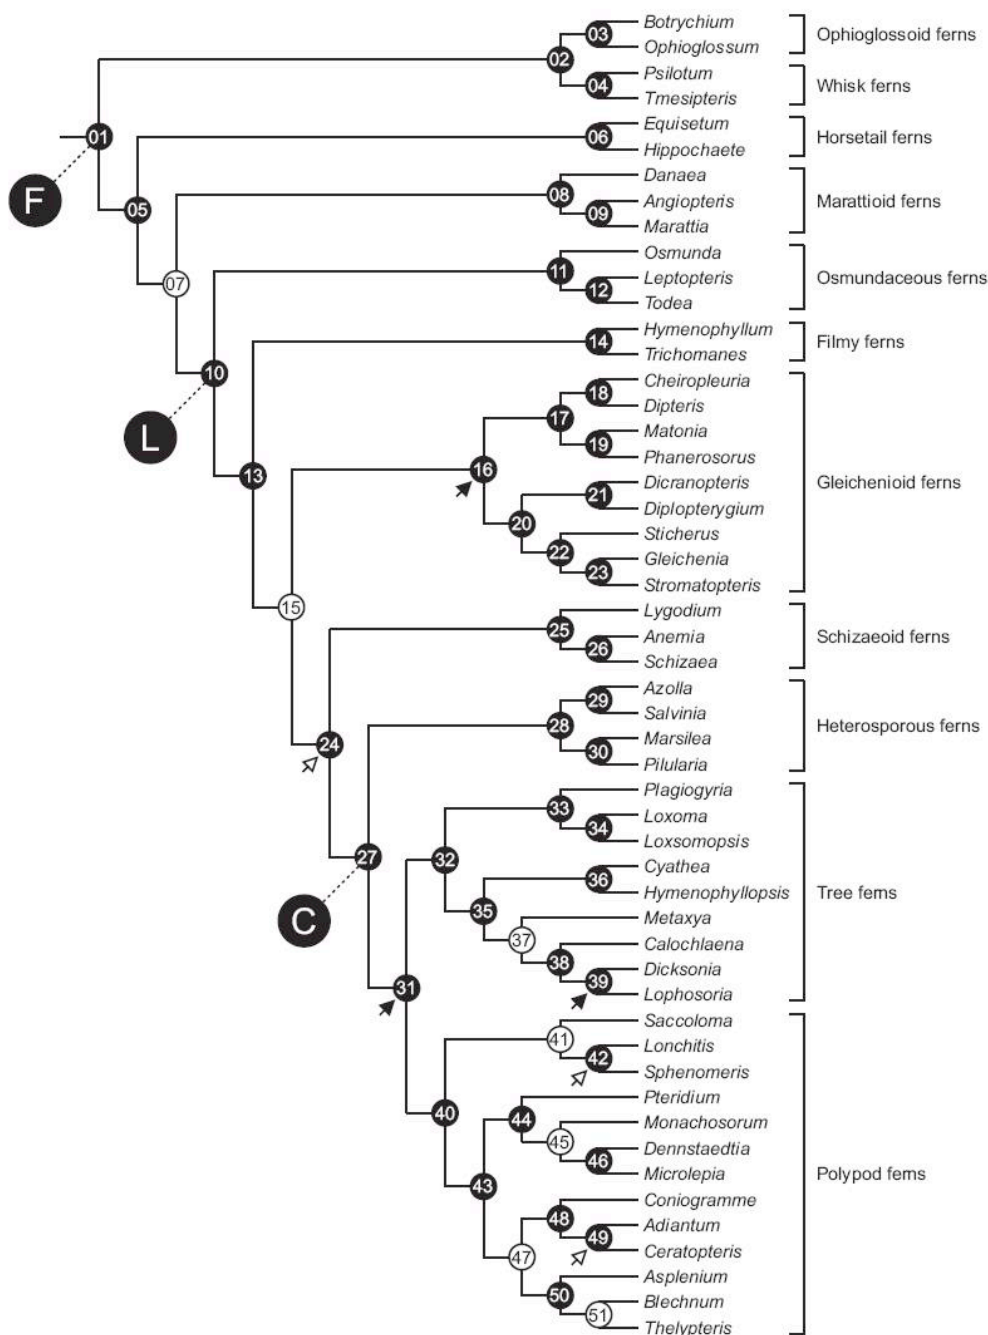 Botrychium
03
Ophioglossum
Ophioglossoid ferns
02
Psilotum
04
Tmesipteris
Whisk ferns
01
Equisetum
06
Hippochaete
Horsetail ferns
F
05
Danaea
08
Angiopteris
09
Marattia
Marattioid ferns
07
Osmunda
11
Leptopteris
12
Todea
Osmundaceous ferns
10
Hymenophyllum
14
Trichomanes
Filmy ferns
L
13
Cheiropleuria
18
Dipteris
17
Matonia
19
Phanerosorus
16
Dicranopteris
21
Diplopterygium
20
Sticherus
22
Gleichenia
23
Stromatopteris
Gleichenioid ferns
15
Lygodium
25
Anemia
26
Schizaea
Schizaeoid ferns
24
Azolla
29
Salvinia
28
Marsilea
30
Pilularia
Heterosporous ferns
27
C
Plagiogyria
33
Loxoma
34
Loxsomopsis
32
Cyathea
36
Hymenophyllopsis
35
Metaxya
37
Calochlaena
38
Dicksonia
39
Lophosoria
Tree fems
31
Saccoloma
41
Lonchitis
42
Sphenomeris
40
Pteridium
44
Monachosorum
45
Dennstaedtia
46
Microlepia
43
Coniogramme
48
Adiantum
49
Ceratopteris
47
Asplenium
50
Blechnum
51
Thelypteris
Polypod fems